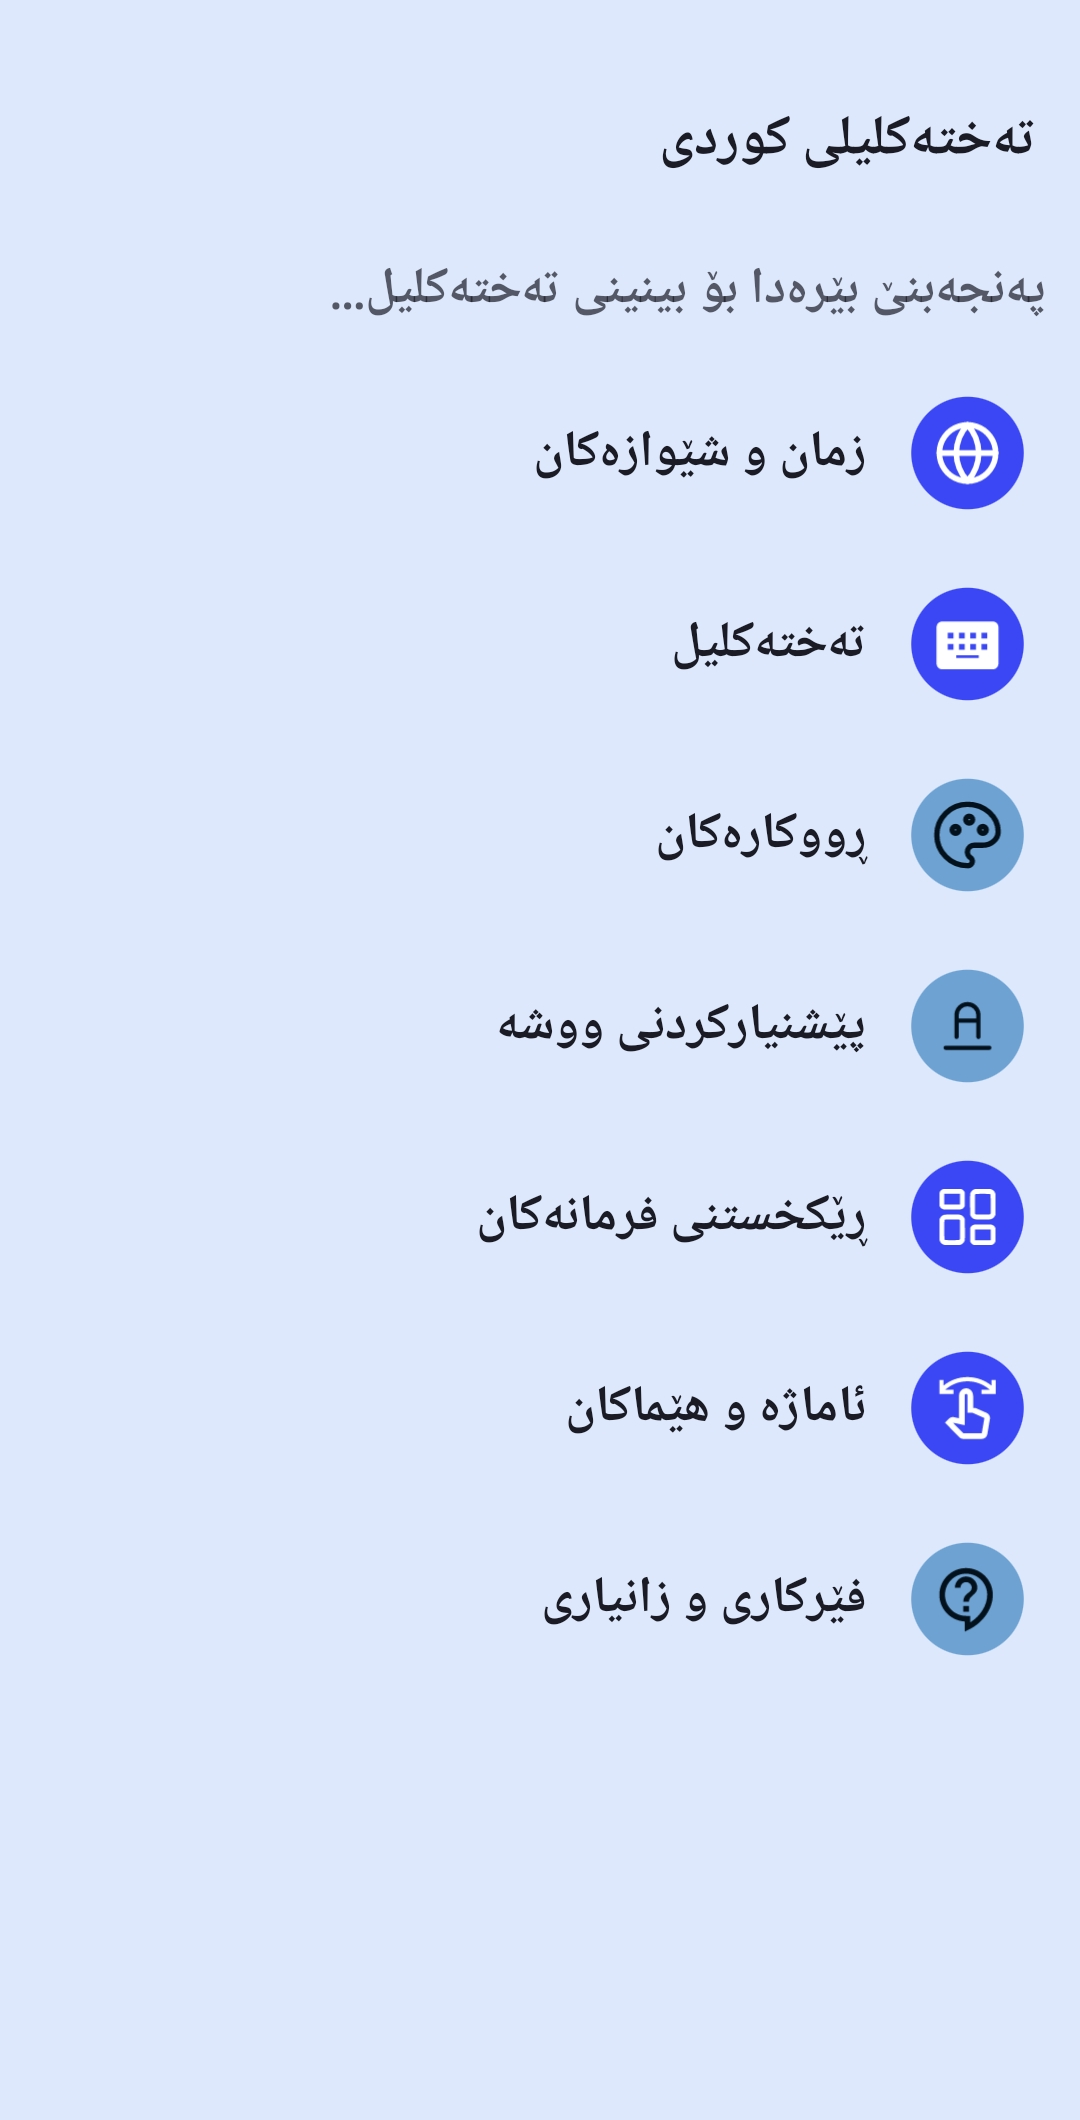 تەختەکلیلی کوردی
پەنجەبنێ بێرەدا بۆ بینینی تەختەکلیل...
زمان و شێوازەکان
تەختەکلیل
ڕووکارەکان
پێشنیارکردنی ووشە
ڕێکخستنی فرمانەکان
ئاماژە و هێماکان
فێرکاری و زانیاری